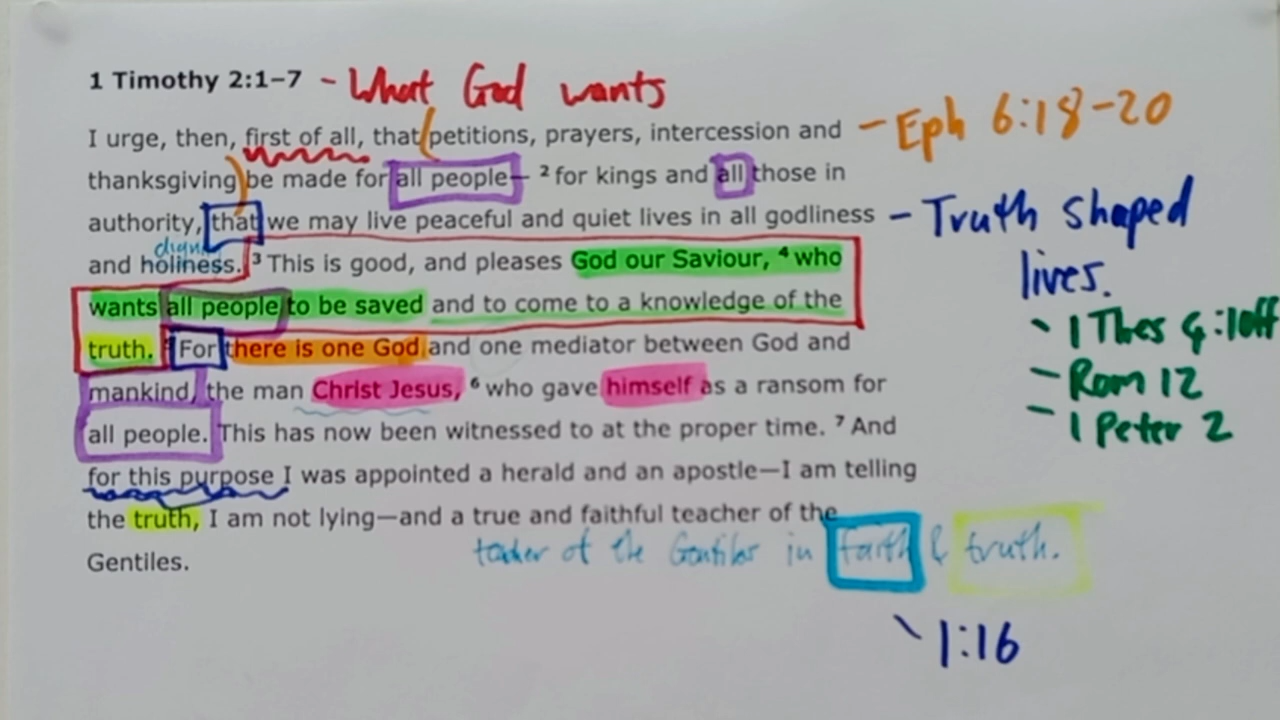 1 Timothy 2:1–7 - What God wants
I urge, then, first of all, that petitions, prayers, intercession and - Eph 6:18-20
thanksgiving be made for all people— ² for kings and all those in
authority, that we may live peaceful and quiet lives in all godliness - Truth shaped
lives.
and holiness. ³ This is good, and pleases God our Saviour, ⁴ who
wants all people to be saved and to come to a knowledge of the
- 1 Thes 4:10ff
truth. For there is one God and one mediator between God and
- Rom 12
mankind, the man Christ Jesus, ⁶ who gave himself as a ransom for
- 1 Peter 2
all people. This has now been witnessed to at the proper time. ⁷ And
for this purpose I was appointed a herald and an apostle—I am telling
the truth, I am not lying—and a true and faithful teacher of the
Gentiles.
teacher of the Gentiles in faith & truth.
1:16